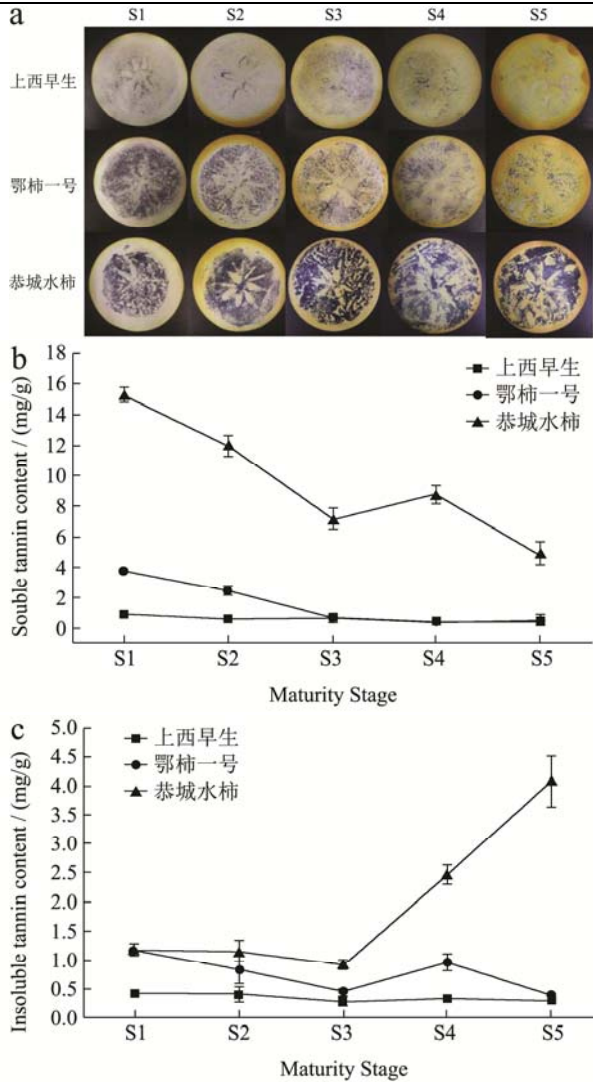 a S1 S2 S3 S4 S5
上西早生
鄂柿一号
恭城水柿
b
18
16
14
12
10
8
6
4
2
0
Souble tannin content / (mg/g)
上西早生
鄂柿一号
恭城水柿
S1 S2 S3 S4 S5
Maturity Stage
c
5.0
4.5
4.0
3.5
3.0
2.5
2.0
1.5
1.0
0.5
0.0
Insoluble tannin content / (mg/g)
上西早生
鄂柿一号
恭城水柿
S1 S2 S3 S4 S5
Maturity Stage